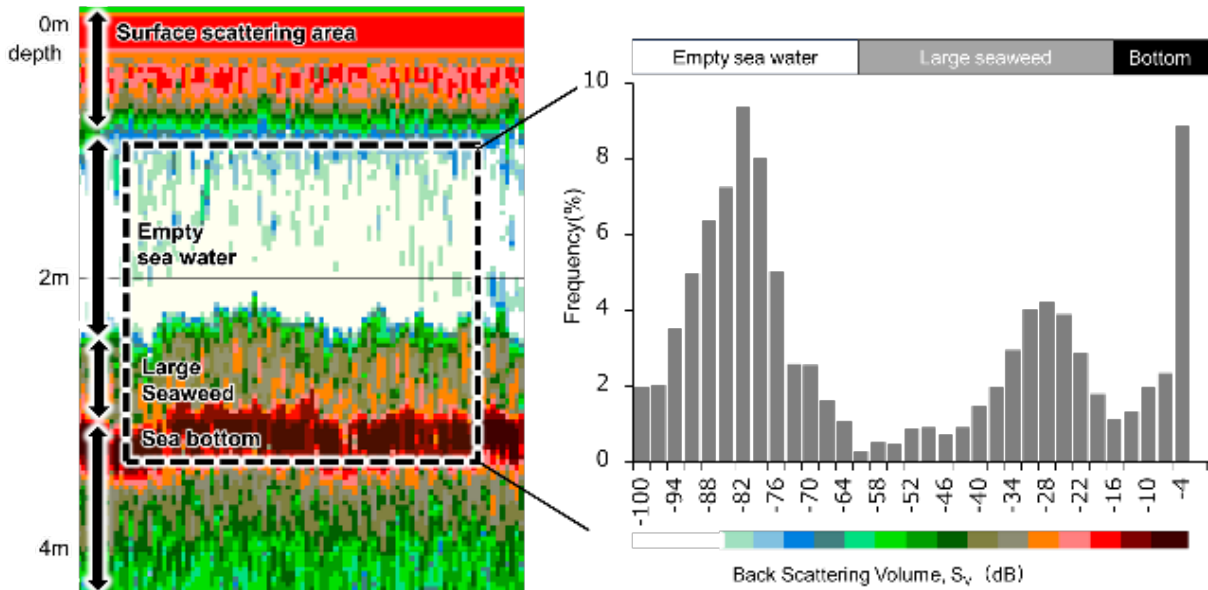 0m
depth
Surface scattering area
Empty
sea water
2m
Large
Seaweed
Sea bottom
4m
Empty sea water
Large seaweed
Bottom
10
8
6
4
2
0
Frequency(%)
-100
-94
-88
-82
-76
-70
-64
-58
-52
-46
-40
-34
-28
-22
-16
-10
-4
Back Scattering Volume, Sᵥ (dB)